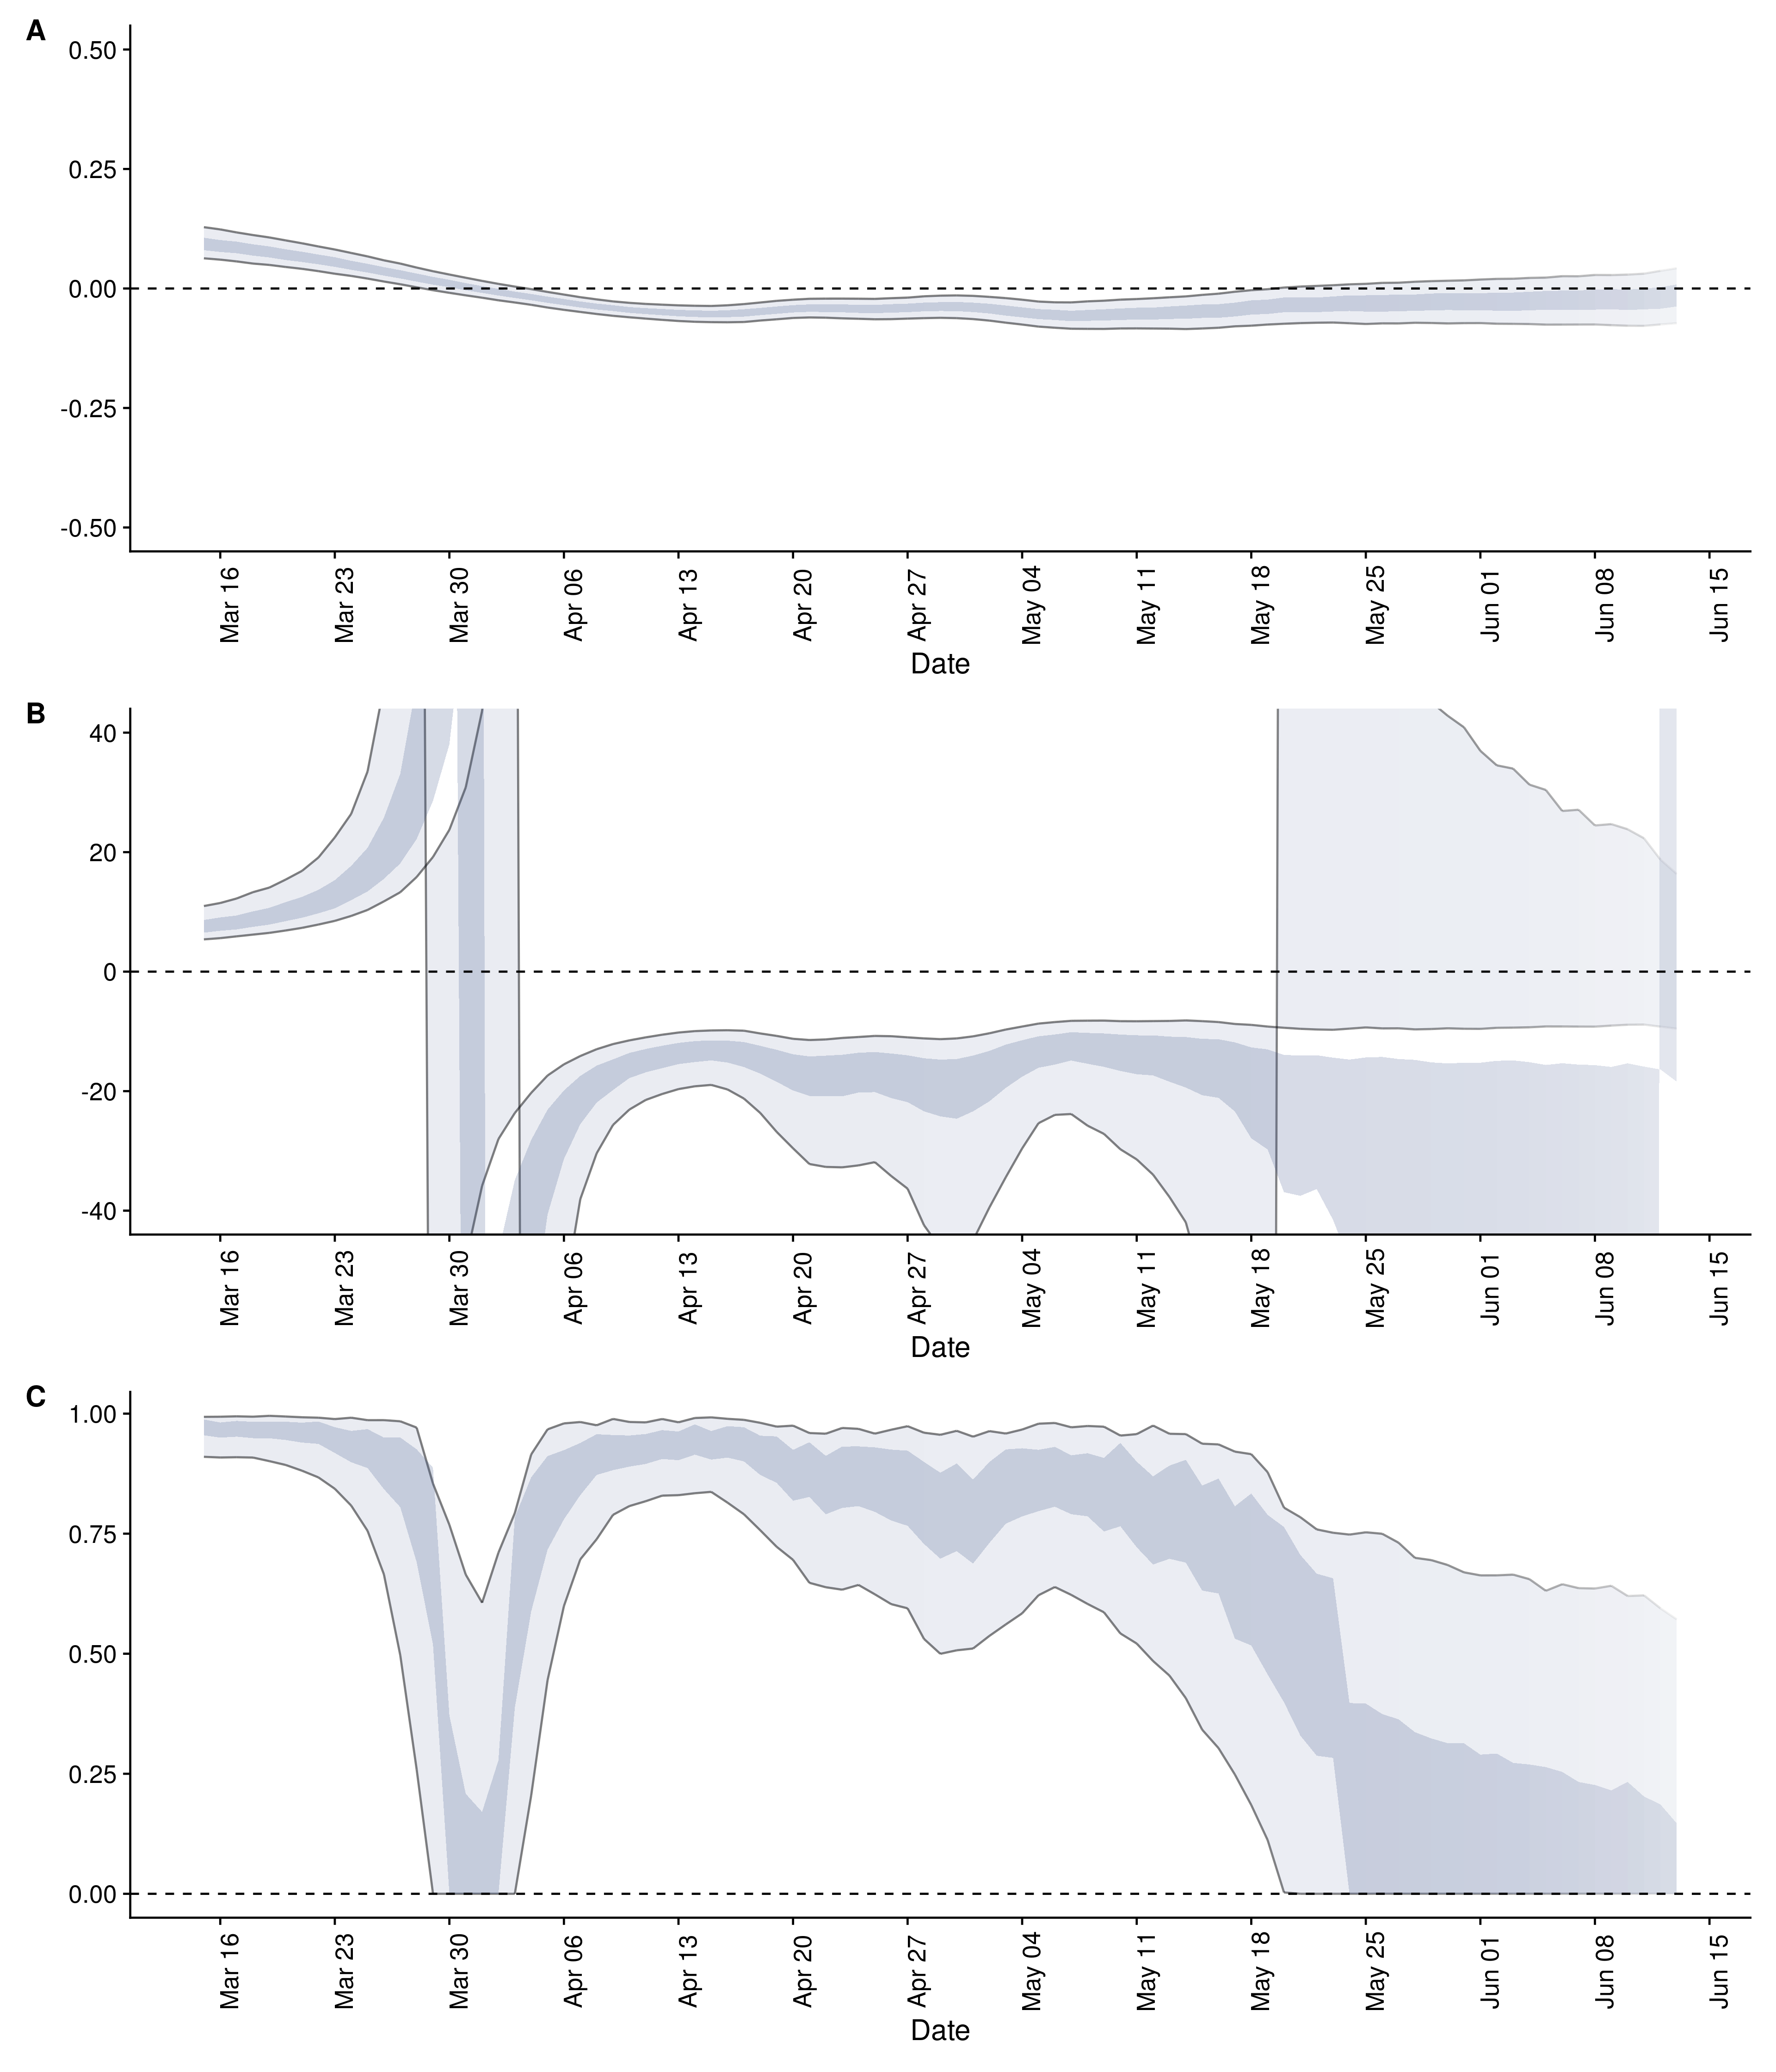 A
0.50
0.25
0.00
-0.25
-0.50
Mar 16
Mar 23
Mar 30
Apr 06
Apr 13
Apr 20
Apr 27
May 04
May 11
May 18
May 25
Jun 01
Jun 08
Jun 15
Date
B
40
20
0
-20
-40
Mar 16
Mar 23
Mar 30
Apr 06
Apr 13
Apr 20
Apr 27
May 04
May 11
May 18
May 25
Jun 01
Jun 08
Jun 15
Date
C
1.00
0.75
0.50
0.25
0.00
Mar 16
Mar 23
Mar 30
Apr 06
Apr 13
Apr 20
Apr 27
May 04
May 11
May 18
May 25
Jun 01
Jun 08
Jun 15
Date